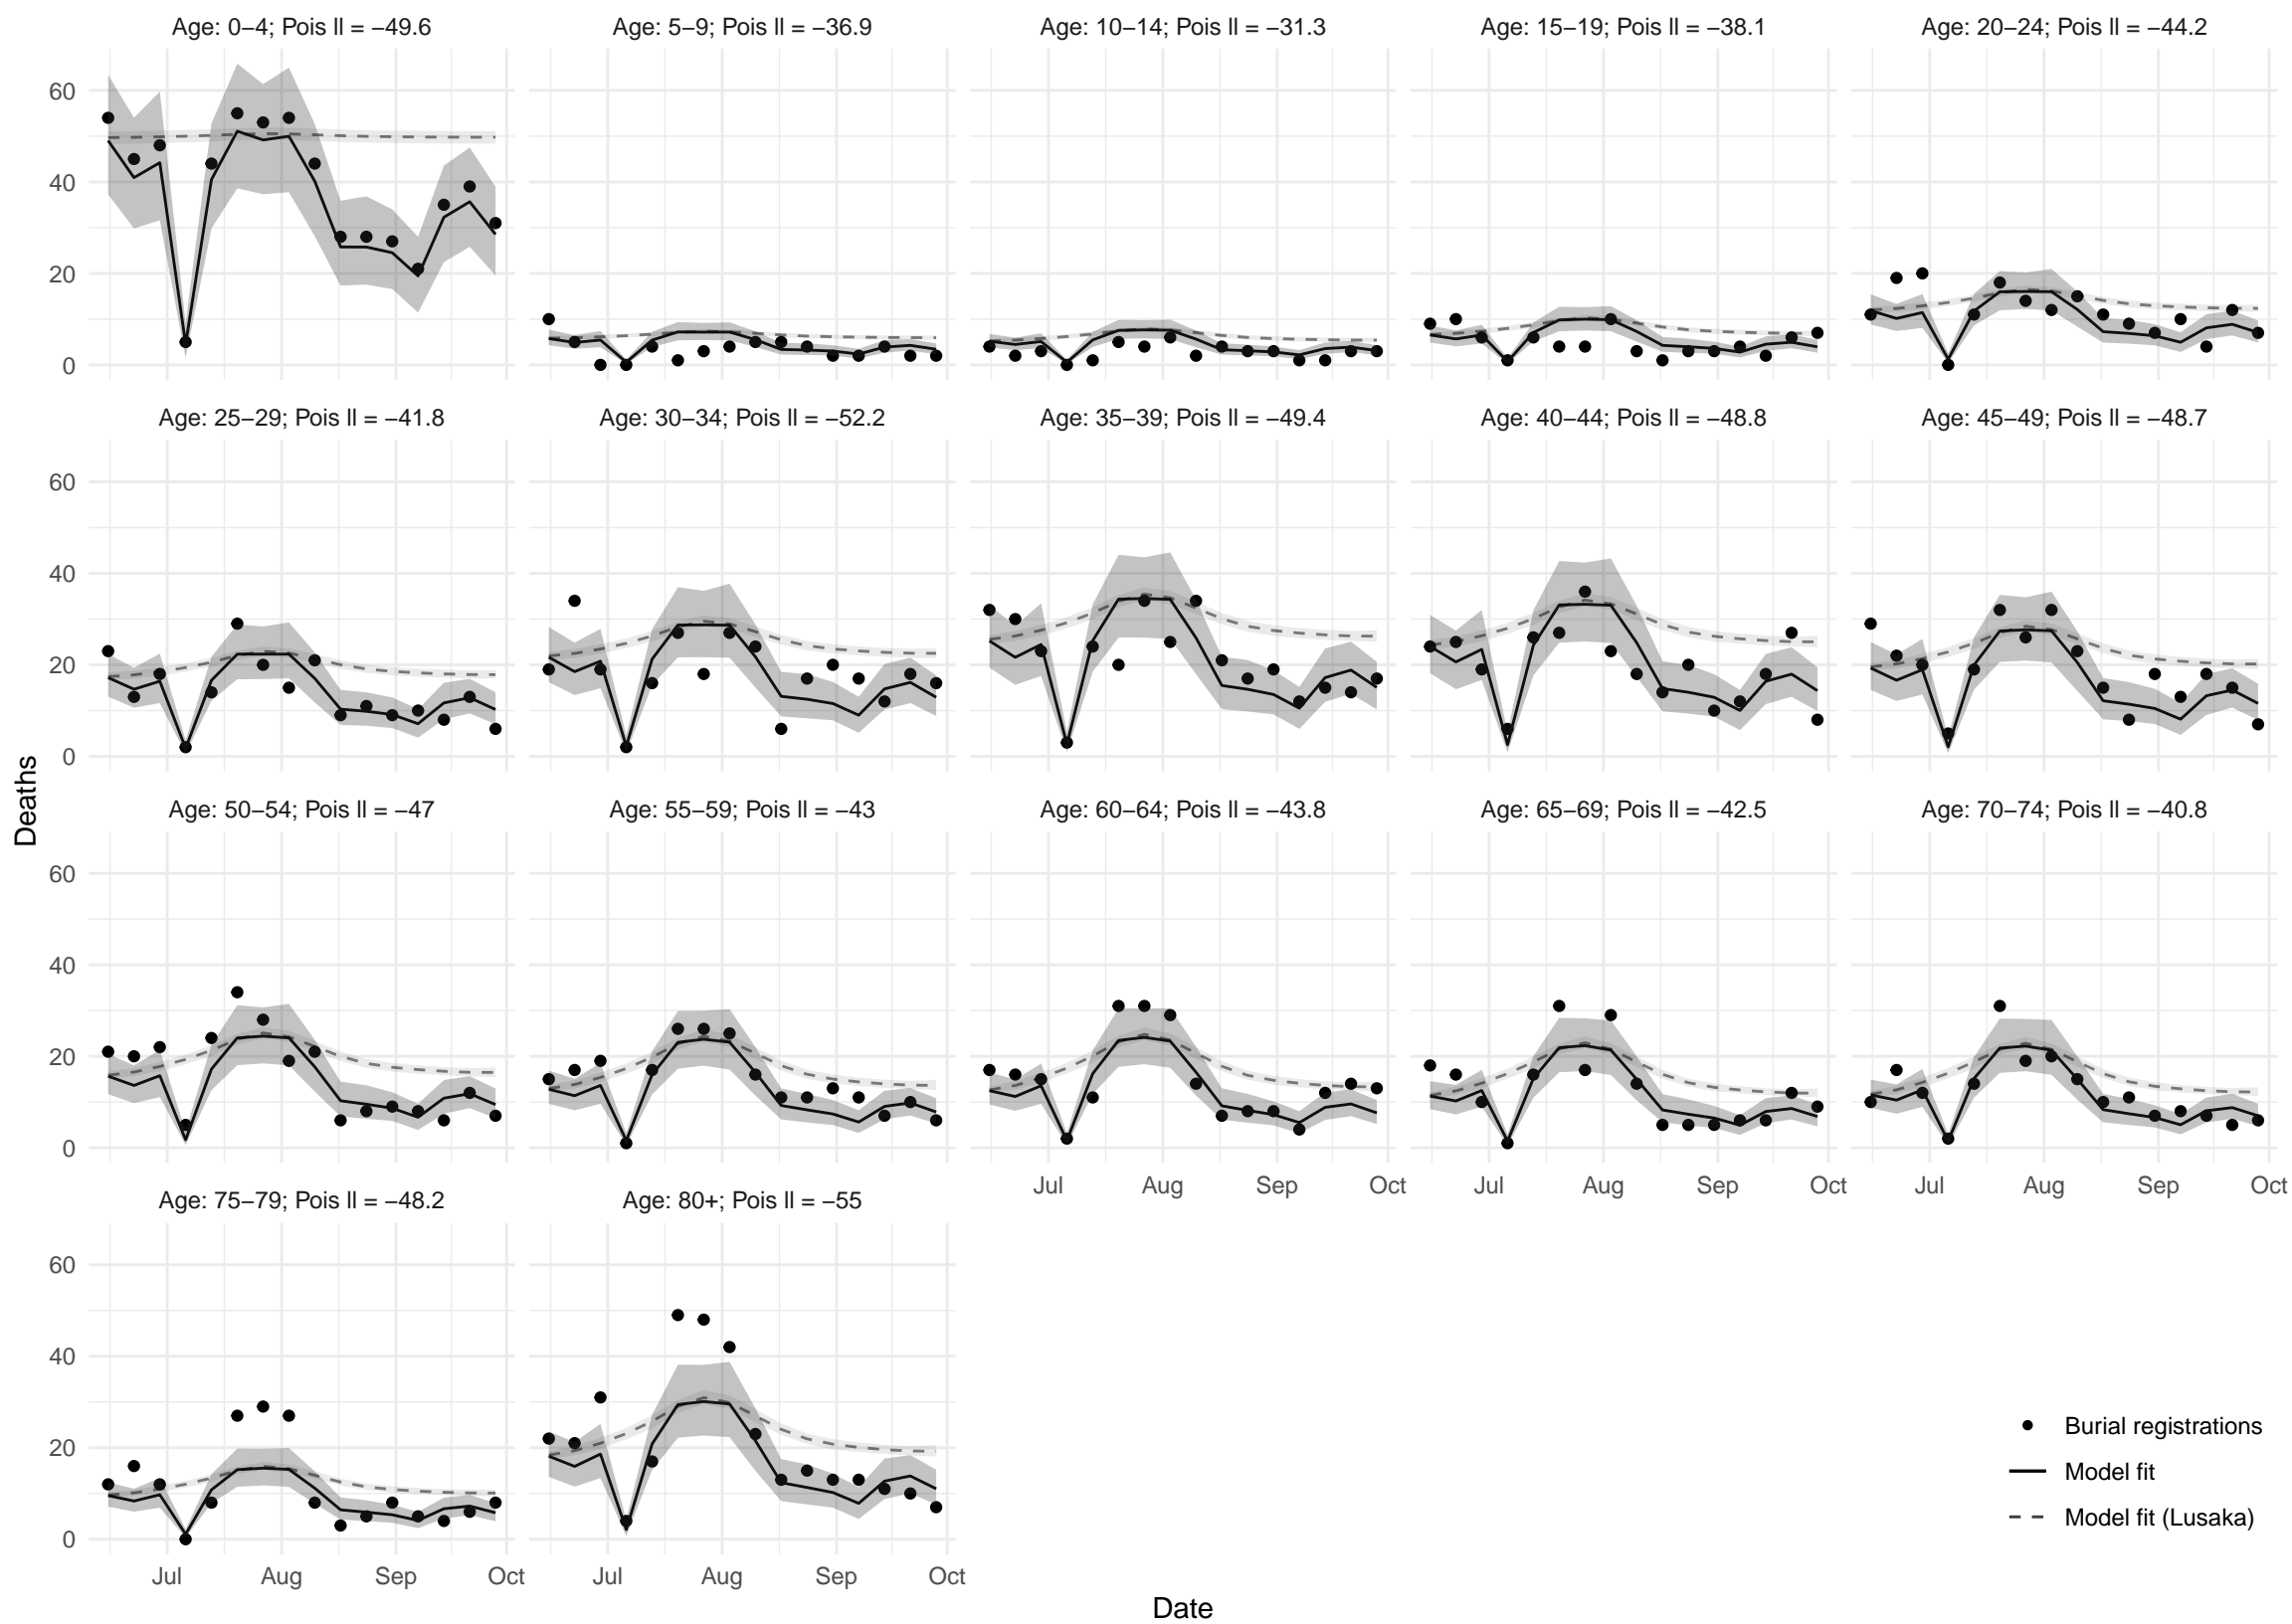 Age: 0−4; Pois ll = −49.6
Age: 5−9; Pois ll = −36.9
Age: 10−14; Pois ll = −31.3
Age: 15−19; Pois ll = −38.1
Age: 20−24; Pois ll = −44.2
60
40
20
0
Age: 25−29; Pois ll = −41.8
Age: 30−34; Pois ll = −52.2
Age: 35−39; Pois ll = −49.4
Age: 40−44; Pois ll = −48.8
Age: 45−49; Pois ll = −48.7
60
40
20
0
Deaths
Age: 50−54; Pois ll = −47
Age: 55−59; Pois ll = −43
Age: 60−64; Pois ll = −43.8
Age: 65−69; Pois ll = −42.5
Age: 70−74; Pois ll = −40.8
60
40
20
0
Jul Aug Sep Oct
Jul Aug Sep Oct
Jul Aug Sep Oct
Age: 75−79; Pois ll = −48.2
Age: 80+; Pois ll = −55
60
40
20
0
Jul Aug Sep Oct
Jul Aug Sep Oct
Burial registrations
Model fit
Model fit (Lusaka)
Date